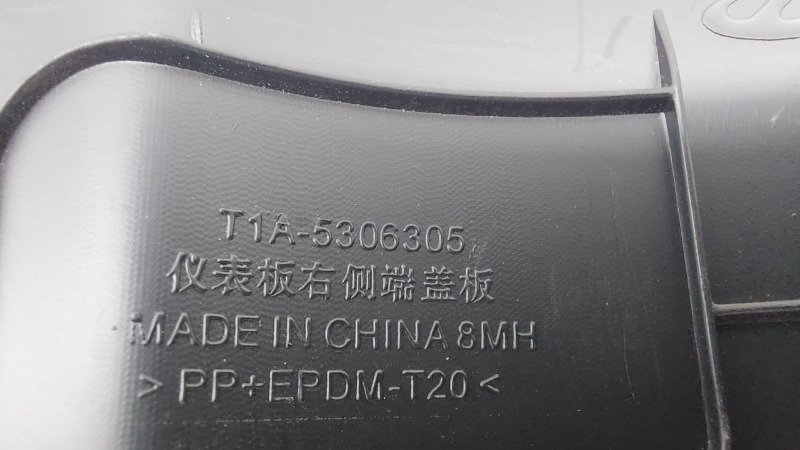 T1A-5306305
仪表板右侧端盖板
MADE IN CHINA 8MH
> PP+EPDM-T20 <